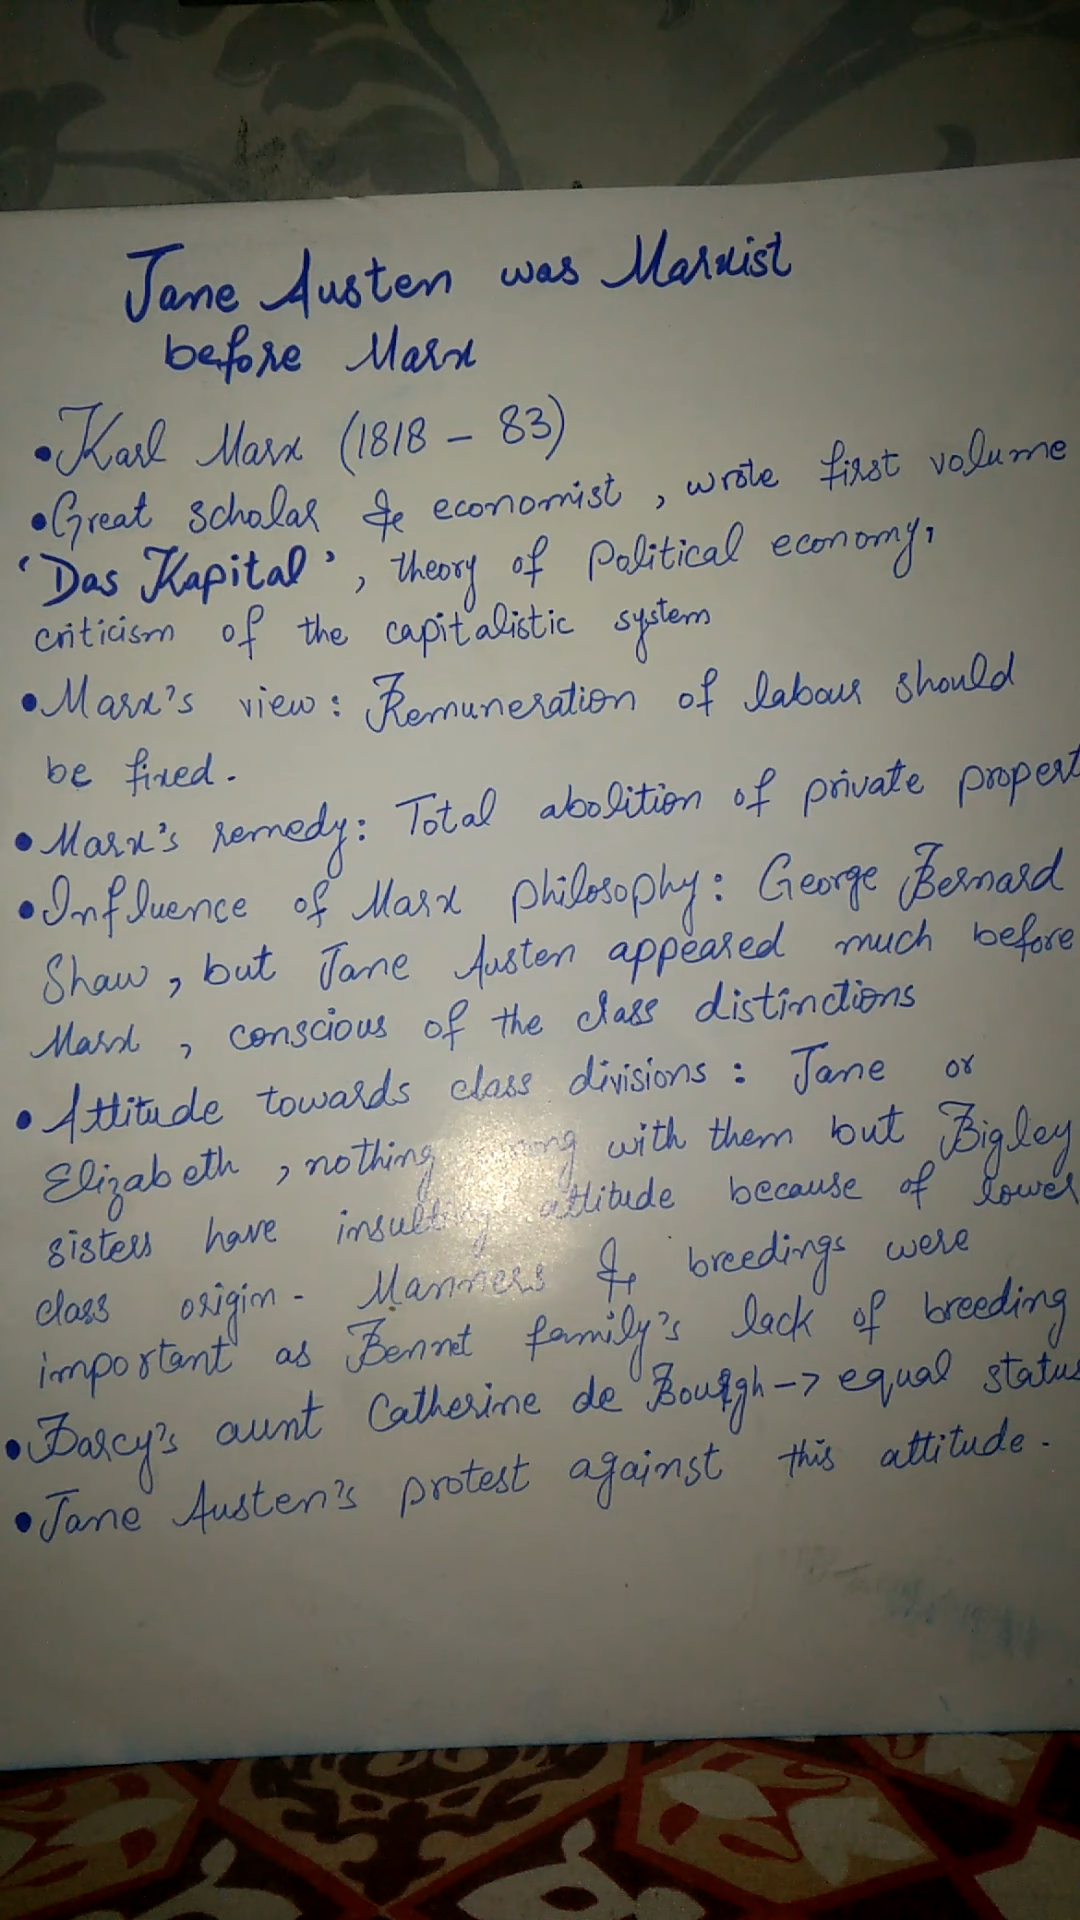 Jane Austen was Marxist
before Marx
•Karl Marx (1818 – 83)
•Great scholar & economist, wrote first volume
'Das Kapital', theory of Political economy,
criticism of the capitalistic system
•Marx's view: Remuneration of labour should
be fixed.
•Marx's remedy: Total abolition of private propert
•Influence of Marx Philosophy: George Bernard
Shaw, but Jane Austen appeared much before
Marx, conscious of the class distinctions
•Attitude towards class divisions: Jane or
Elizabeth, nothing wrong with them but Bigley
sisters have insulting attitude because of lower
class origin. Manners & breedings were
important as Bennet family's lack of breeding
•Darcy's aunt Catherine de Bourgh -> equal status
•Jane Austen's protest against this attitude.